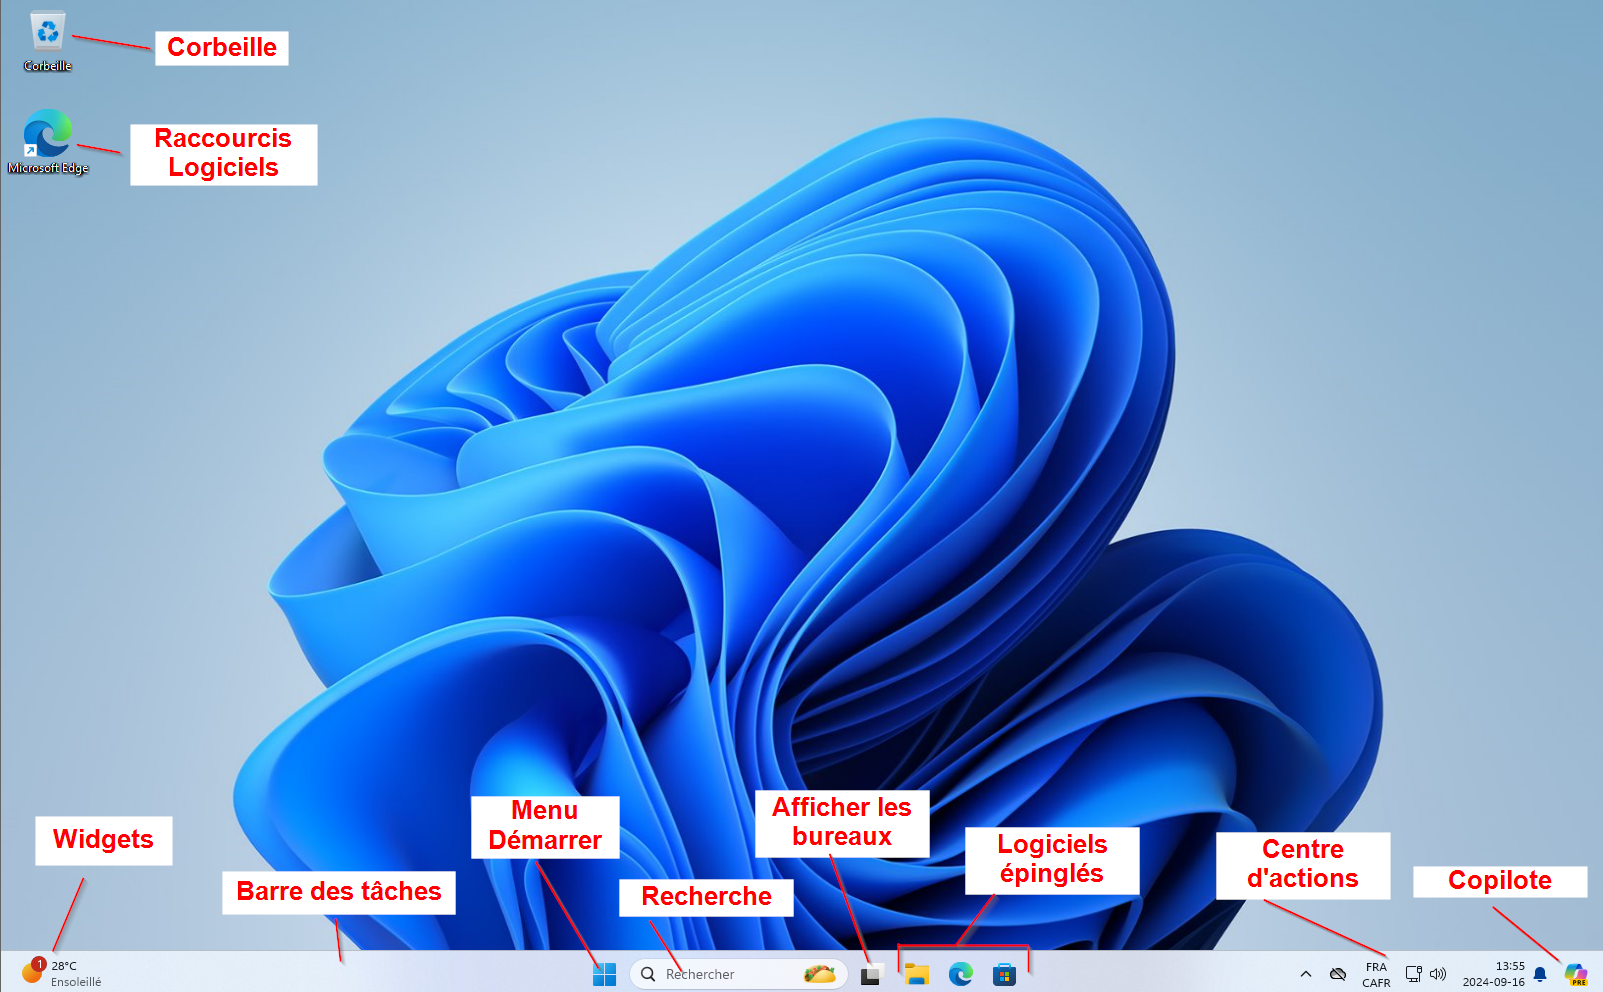 Corbeille
Corbeille
Microsoft Edge
Raccourcis
Logiciels
Widgets
Barre des tâches
Menu
Démarrer
Recherche
Afficher les
bureaux
Logiciels
épinglés
Centre
d'actions
Copilote
1
28°C
Ensoleillé
Rechercher
FRA
CAFR
13:55
2024-09-16
PRE